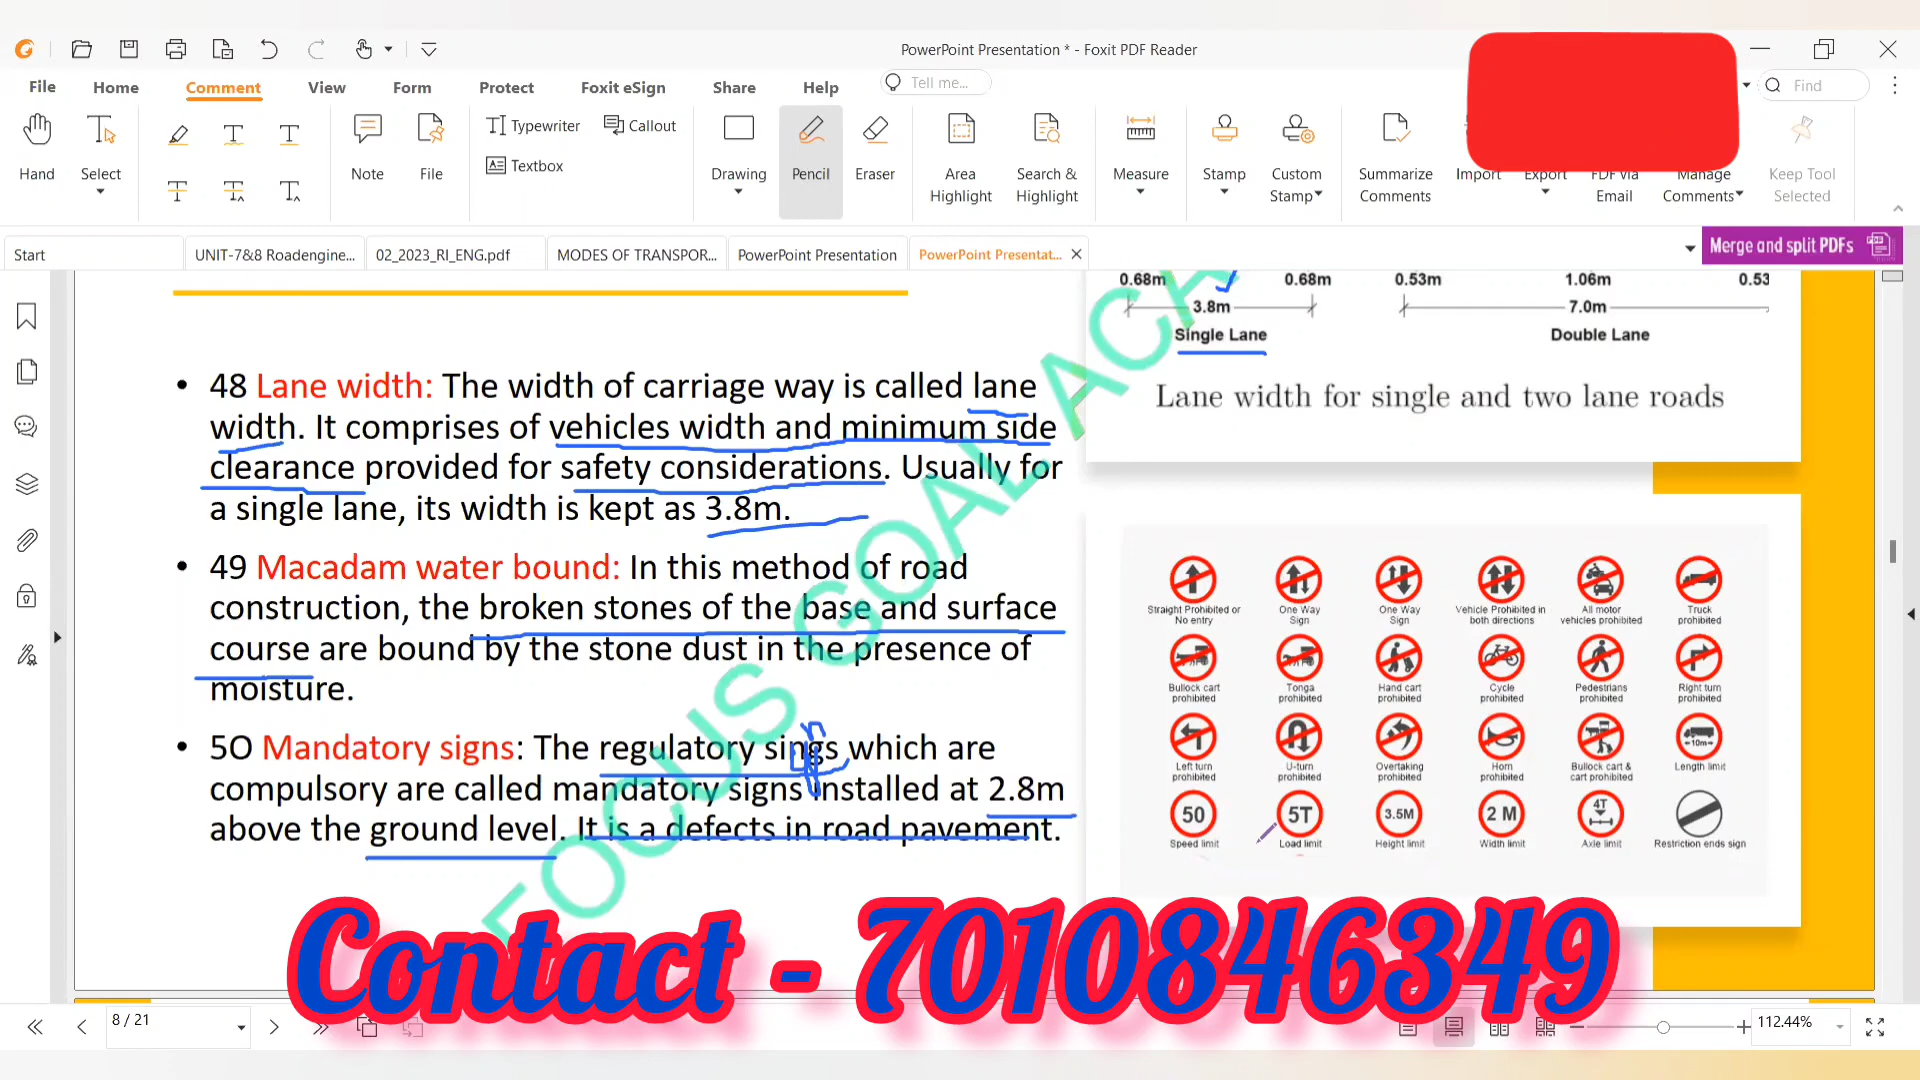 PowerPoint Presentation * - Foxit PDF Reader
File Home Comment View Form Protect Foxit eSign Share Help Tell me... Find
Hand Select Note File Typewriter Callout Textbox Drawing Pencil Eraser
Area Highlight
Search & Highlight
Measure Stamp
Custom Stamp
Summarize Comments
Import Export
PDF via Email
Manage Comments
Keep Tool Selected
Start UNIT-7&8 Roadengine... 02_2023_RI_ENG.pdf MODES OF TRANSPOR... PowerPoint Presentation PowerPoint Presentat...
Merge and split PDFs
0.68m 0.68m 0.53m 1.06m 0.53
3.8m 7.0m
Single Lane Double Lane
Lane width for single and two lane roads
• 48 Lane width: The width of carriage way is called lane
width. It comprises of vehicles width and minimum side
clearance provided for safety considerations. Usually for
a single lane, its width is kept as 3.8m.
• 49 Macadam water bound: In this method of road
construction, the broken stones of the base and surface
course are bound by the stone dust in the presence of
moisture.
• 5O Mandatory signs: The regulatory sings which are
compulsory are called mandatory signs installed at 2.8m
above the ground level. It is a defects in road pavement.
FOCUS GOAL ACA
Straight Prohibited or No entry
One Way Sign
One Way Sign
Vehicle Prohibited in both directions
All motor vehicles prohibited
Truck prohibited
Bullock cart prohibited
Tonga prohibited
Hand cart prohibited
Cycle prohibited
Pedestrians prohibited
Right turn prohibited
Left turn prohibited
U-turn prohibited
Overtaking prohibited
Horn prohibited
Bullock cart & cart prohibited
10m
Length limit
50 5T 3.5M 2 M 4T
Speed limit Load limit Height limit Width limit Axle limit Restriction ends sign
Contact - 7010846349
8 / 21
112.44%